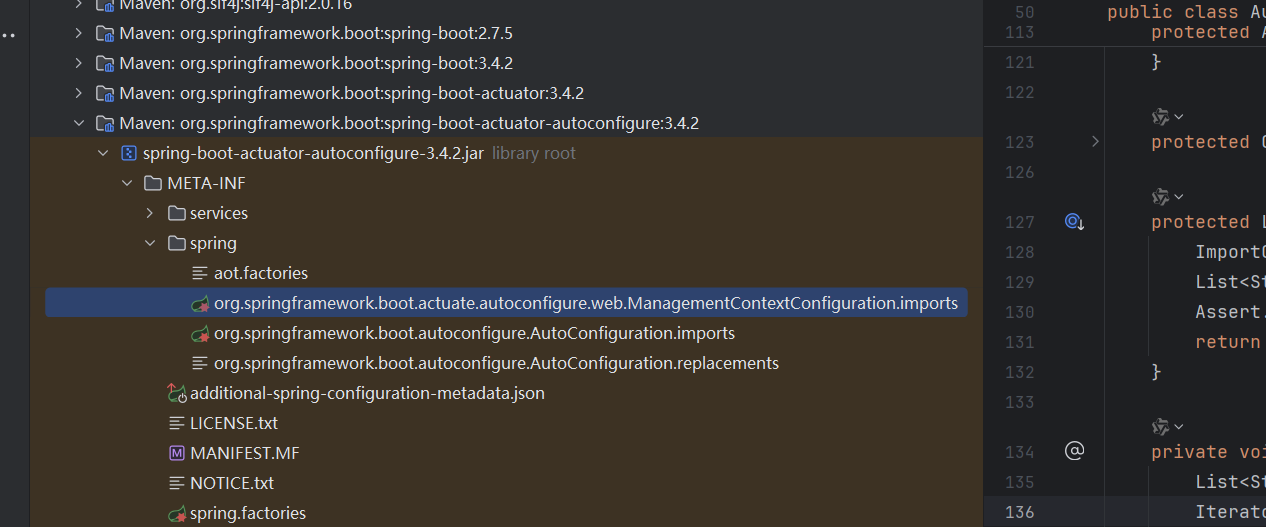 Maven: org.slf4j:slf4j-api:2.0.16
Maven: org.springframework.boot:spring-boot:2.7.5
Maven: org.springframework.boot:spring-boot:3.4.2
Maven: org.springframework.boot:spring-boot-actuator:3.4.2
Maven: org.springframework.boot:spring-boot-actuator-autoconfigure:3.4.2
spring-boot-actuator-autoconfigure-3.4.2.jar library root
META-INF
services
spring
aot.factories
org.springframework.boot.actuate.autoconfigure.web.ManagementContextConfiguration.imports
org.springframework.boot.autoconfigure.AutoConfiguration.imports
org.springframework.boot.autoconfigure.AutoConfiguration.replacements
additional-spring-configuration-metadata.json
LICENSE.txt
M MANIFEST.MF
NOTICE.txt
spring.factories
50 public class Au
113 protected A
121 }
122
123 protected
126
127 protected L
128 Import
129 List<St
130 Assert.
131 return
132 }
133
134 private voi
135 List<St
136 Iterato